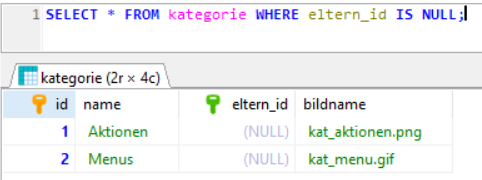 1 SELECT * FROM kategorie WHERE eltern_id IS NULL;
kategorie (2r × 4c)
id name eltern_id bildname
1 Aktionen (NULL) kat_aktionen.png
2 Menus (NULL) kat_menu.gif